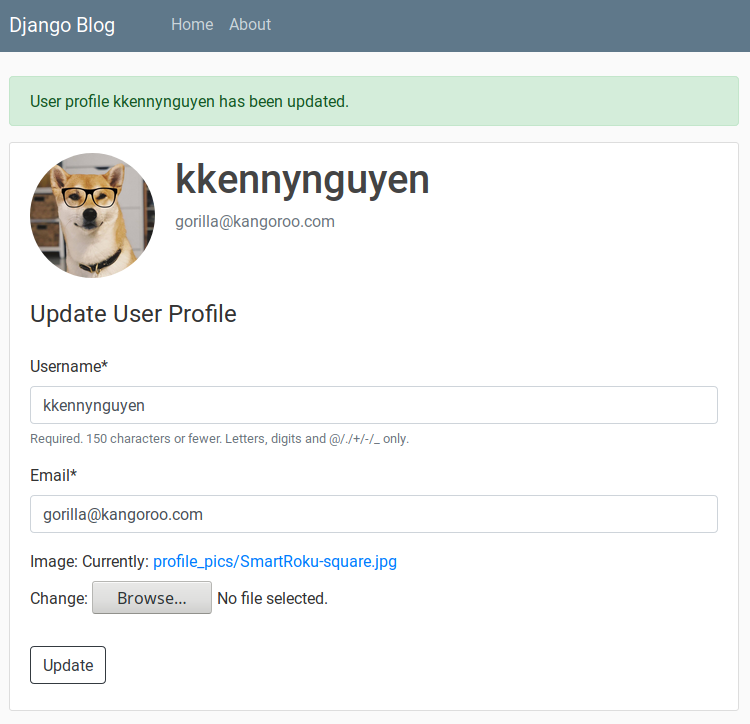 Django Blog Home About
User profile kkennynguyen has been updated.
kkennynguyen
gorilla@kangoroo.com
Update User Profile
Username*
kkennynguyen
Required. 150 characters or fewer. Letters, digits and @/./+/-/_ only.
Email*
gorilla@kangoroo.com
Image: Currently: profile_pics/SmartRoku-square.jpg
Change: Browse... No file selected.
Update